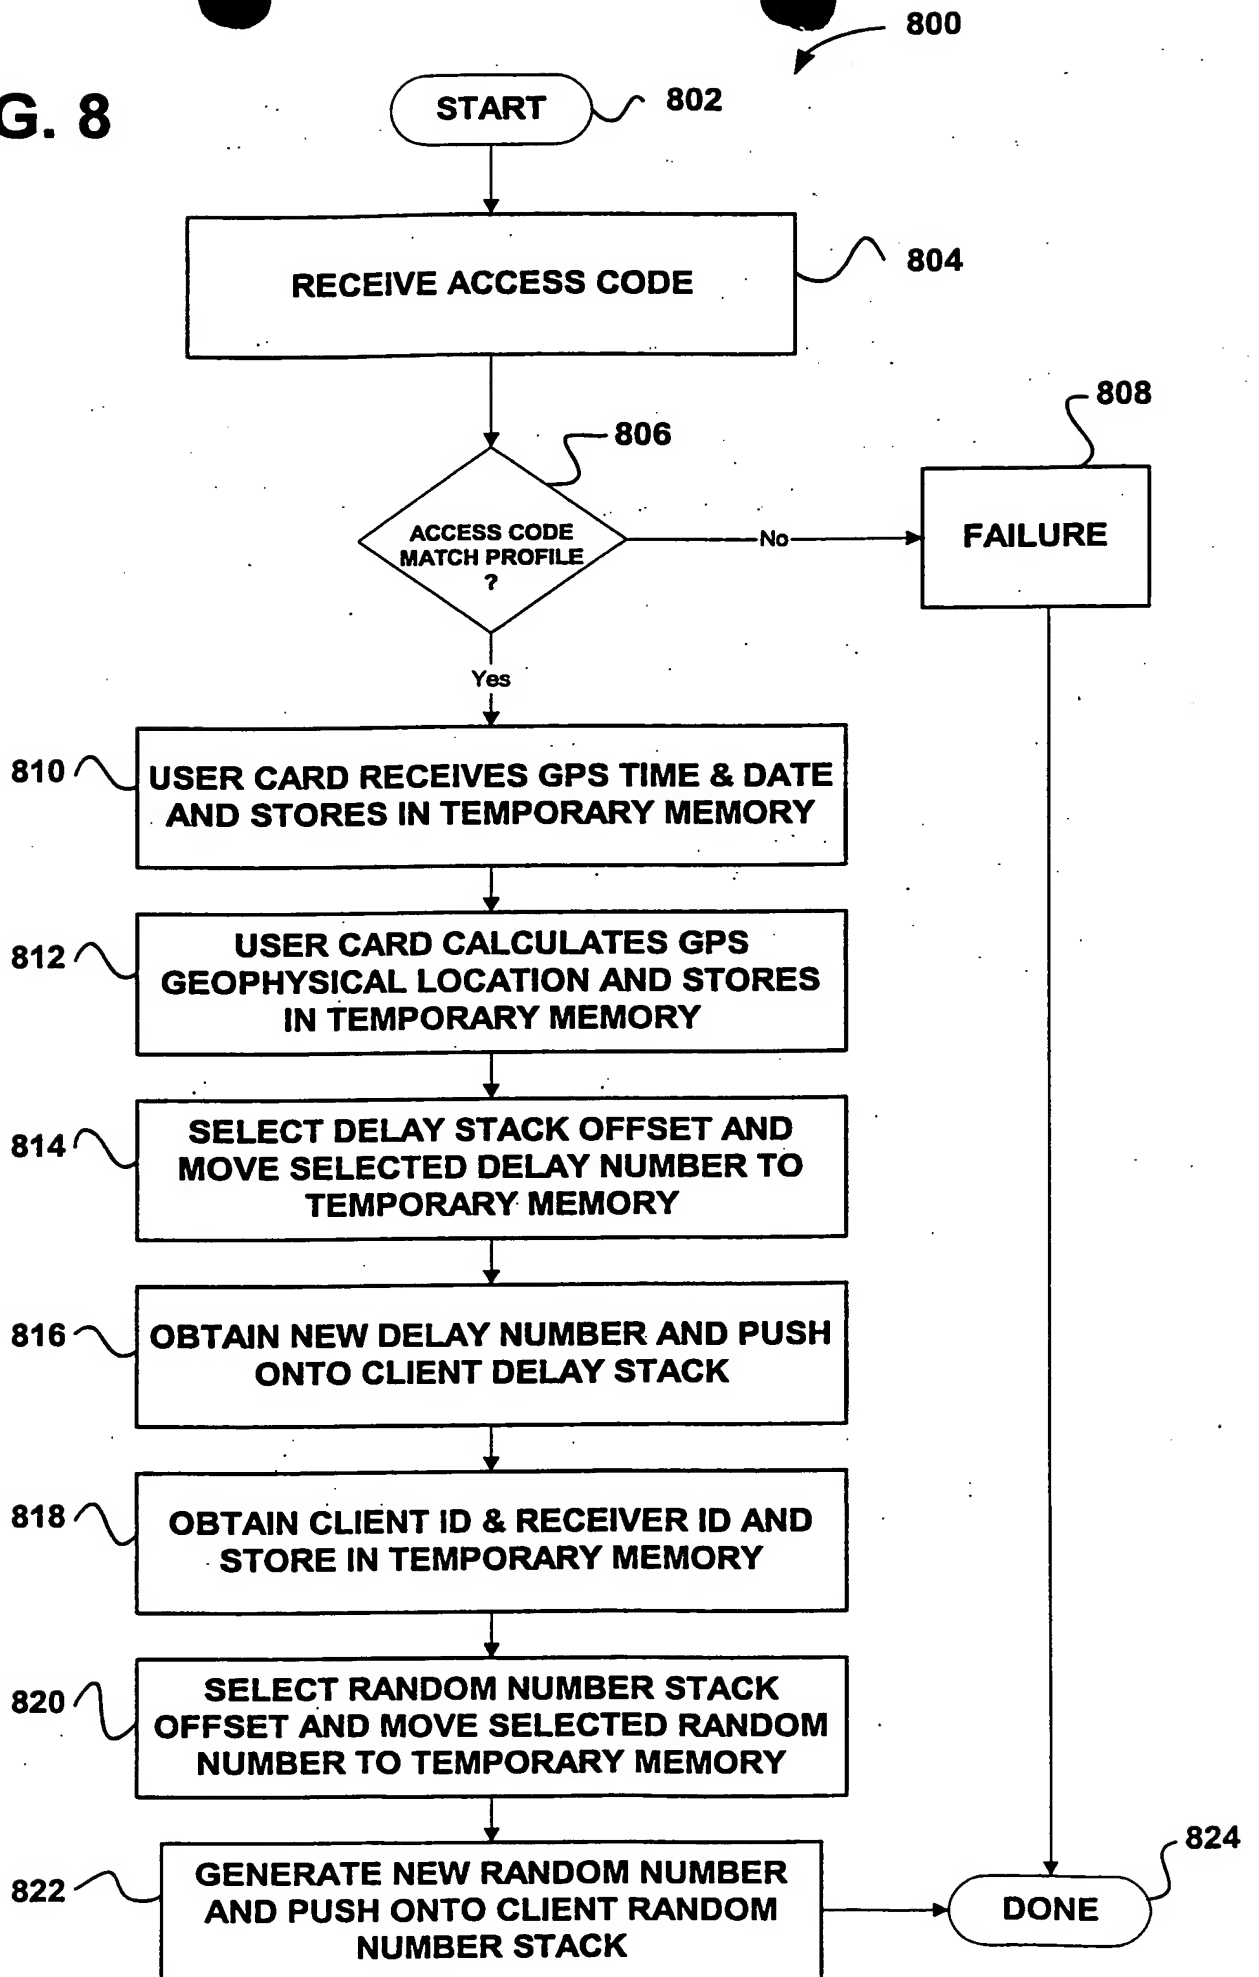 800
G. 8
START
802
RECEIVE ACCESS CODE
804
808
806
ACCESS CODE
MATCH PROFILE
?
No
FAILURE
Yes
810
USER CARD RECEIVES GPS TIME & DATE
AND STORES IN TEMPORARY MEMORY
812
USER CARD CALCULATES GPS
GEOPHYSICAL LOCATION AND STORES
IN TEMPORARY MEMORY
814
SELECT DELAY STACK OFFSET AND
MOVE SELECTED DELAY NUMBER TO
TEMPORARY MEMORY
816
OBTAIN NEW DELAY NUMBER AND PUSH
ONTO CLIENT DELAY STACK
818
OBTAIN CLIENT ID & RECEIVER ID AND
STORE IN TEMPORARY MEMORY
820
SELECT RANDOM NUMBER STACK
OFFSET AND MOVE SELECTED RANDOM
NUMBER TO TEMPORARY MEMORY
822
GENERATE NEW RANDOM NUMBER
AND PUSH ONTO CLIENT RANDOM
NUMBER STACK
824
DONE